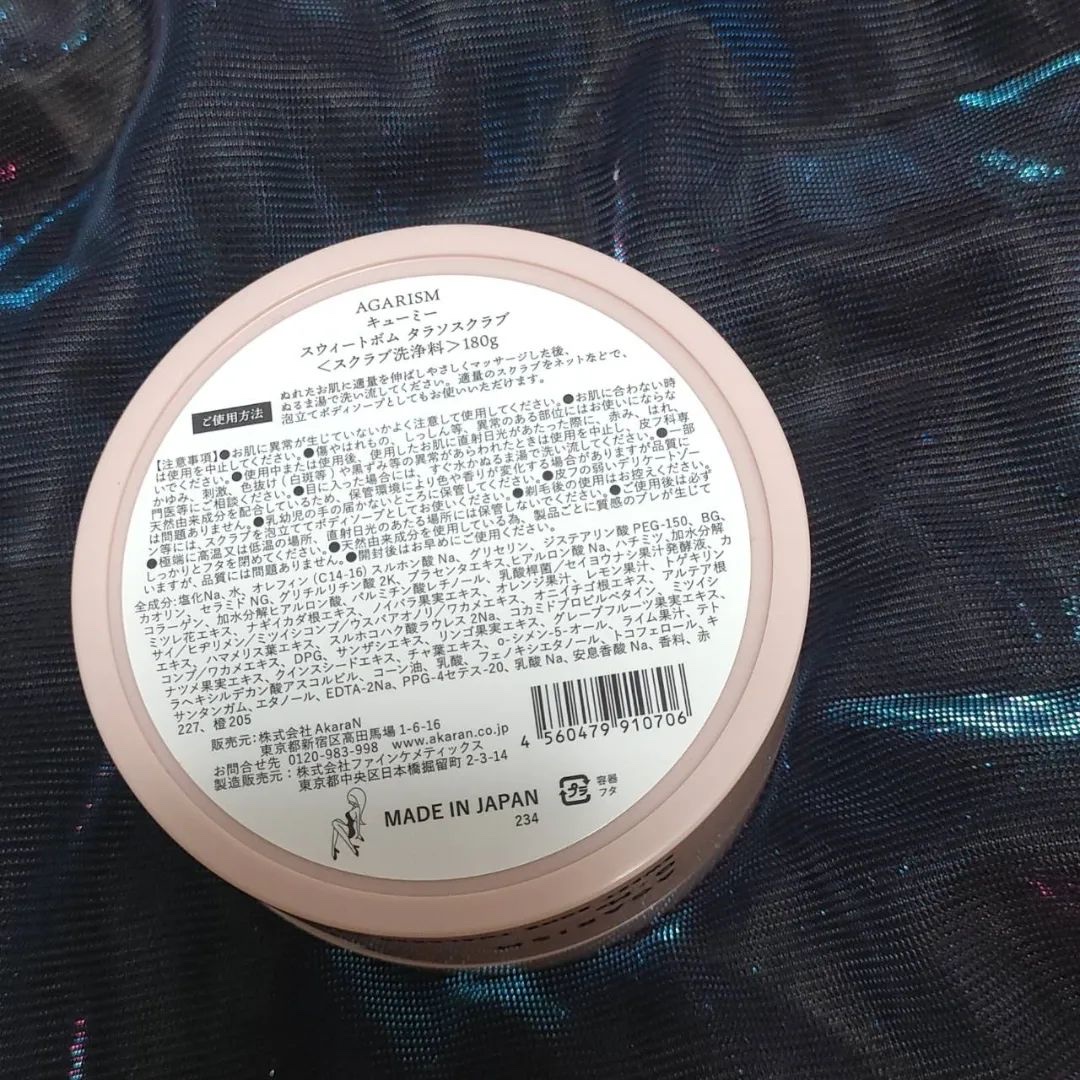 AGARISM
キューミー
スウィートボム タラソスクラブ
＜スクラブ洗浄料＞180g
ご使用方法
ぬれたお肌に適量を伸ばしやさしくマッサージした後、
ぬるま湯で洗い流してください。適量のスクラブをネットなどで、
泡立てボディソープとしてもお使いいただけます。
【注意事項】●お肌に異常が生じていないかよく注意して使用してください。●お肌に合わない時
は使用を中止してください。●傷やはれもの、しっしん等、異常のある部位にはお使いにならな
いでください。●使用中または使用後、使用したお肌に直射日光があたった際に、赤み、はれ、
かゆみ、刺激、色抜け（白斑等）や黒ずみ等の異常があらわれたときは使用を中止し、皮フ科専
門医等にご相談ください。●目に入った場合には、すぐ水かぬるま湯で洗い流してください。●一部
天然由来成分を配合しているため、保管環境により色や香りが変化する場合がありますが品質に
は問題ありません。●乳幼児の手の届かないところに保管してください。●皮フの弱いデリケートゾー
ン等には、スクラブを泡立ててボディソープとしてお使いください。●剃毛後の使用はお控えください。
●極端に高温又は低温の場所、直射日光のあたる場所には保管しないでください。●ご使用後は必ず
しっかりとフタを閉めてください。●天然由来成分を使用している為、製品ごとに質感のブレが生じて
いますが、品質には問題ありません。●開封後はお早めにご使用ください。
全成分：塩化Na、水、オレフィン（C14-16）スルホン酸Na、グリセリン、ジステアリン酸 PEG-150、BG、
カオリン、セラミド NG、グリチルリチン酸 2K、プラセンタエキス、ヒアルロン酸 Na、ハチミツ、加水分解
コラーゲン、加水分解ヒアルロン酸、パルミチン酸レチノール、乳酸桿菌／セイヨウナシ果汁発酵液、カ
ミツレ花エキス、ナギイカダ根エキス、ノイバラ果実エキス、オレンジ果汁、レモン果汁、トゲキリン
サイ／ヒヂリメン／ミツイシコンブ／ウスバアオノリ／ワカメエキス、オニイチゴ根エキス、アルテア根
エキス、ハマメリス葉エキス、スルホコハク酸ラウレス 2Na、コカミドプロピルベタイン、ミツイシ
コンブ／ワカメエキス、DPG、サンザシエキス、リンゴ果実エキス、グレープフルーツ果実エキス、
ナツメ果実エキス、クインスシードエキス、チャ葉エキス、o-シメン-5-オール、ライム果汁、テト
ラヘキシルデカン酸アスコルビル、コーン油、乳酸、フェノキシエタノール、トコフェロール、キ
サンタンガム、エタノール、EDTA-2Na、PPG-4セテス-20、乳酸 Na、安息香酸 Na、香料、赤
227、橙 205
販売元：株式会社 AkaraN
東京都新宿区高田馬場 1-6-16
お問合せ先 0120-983-998 www.akaran.co.jp
製造販売元：株式会社ファインケメティックス
東京都中央区日本橋堀留町 2-3-14
4 560479 910706
MADE IN JAPAN
234
プラ
容器
フタ